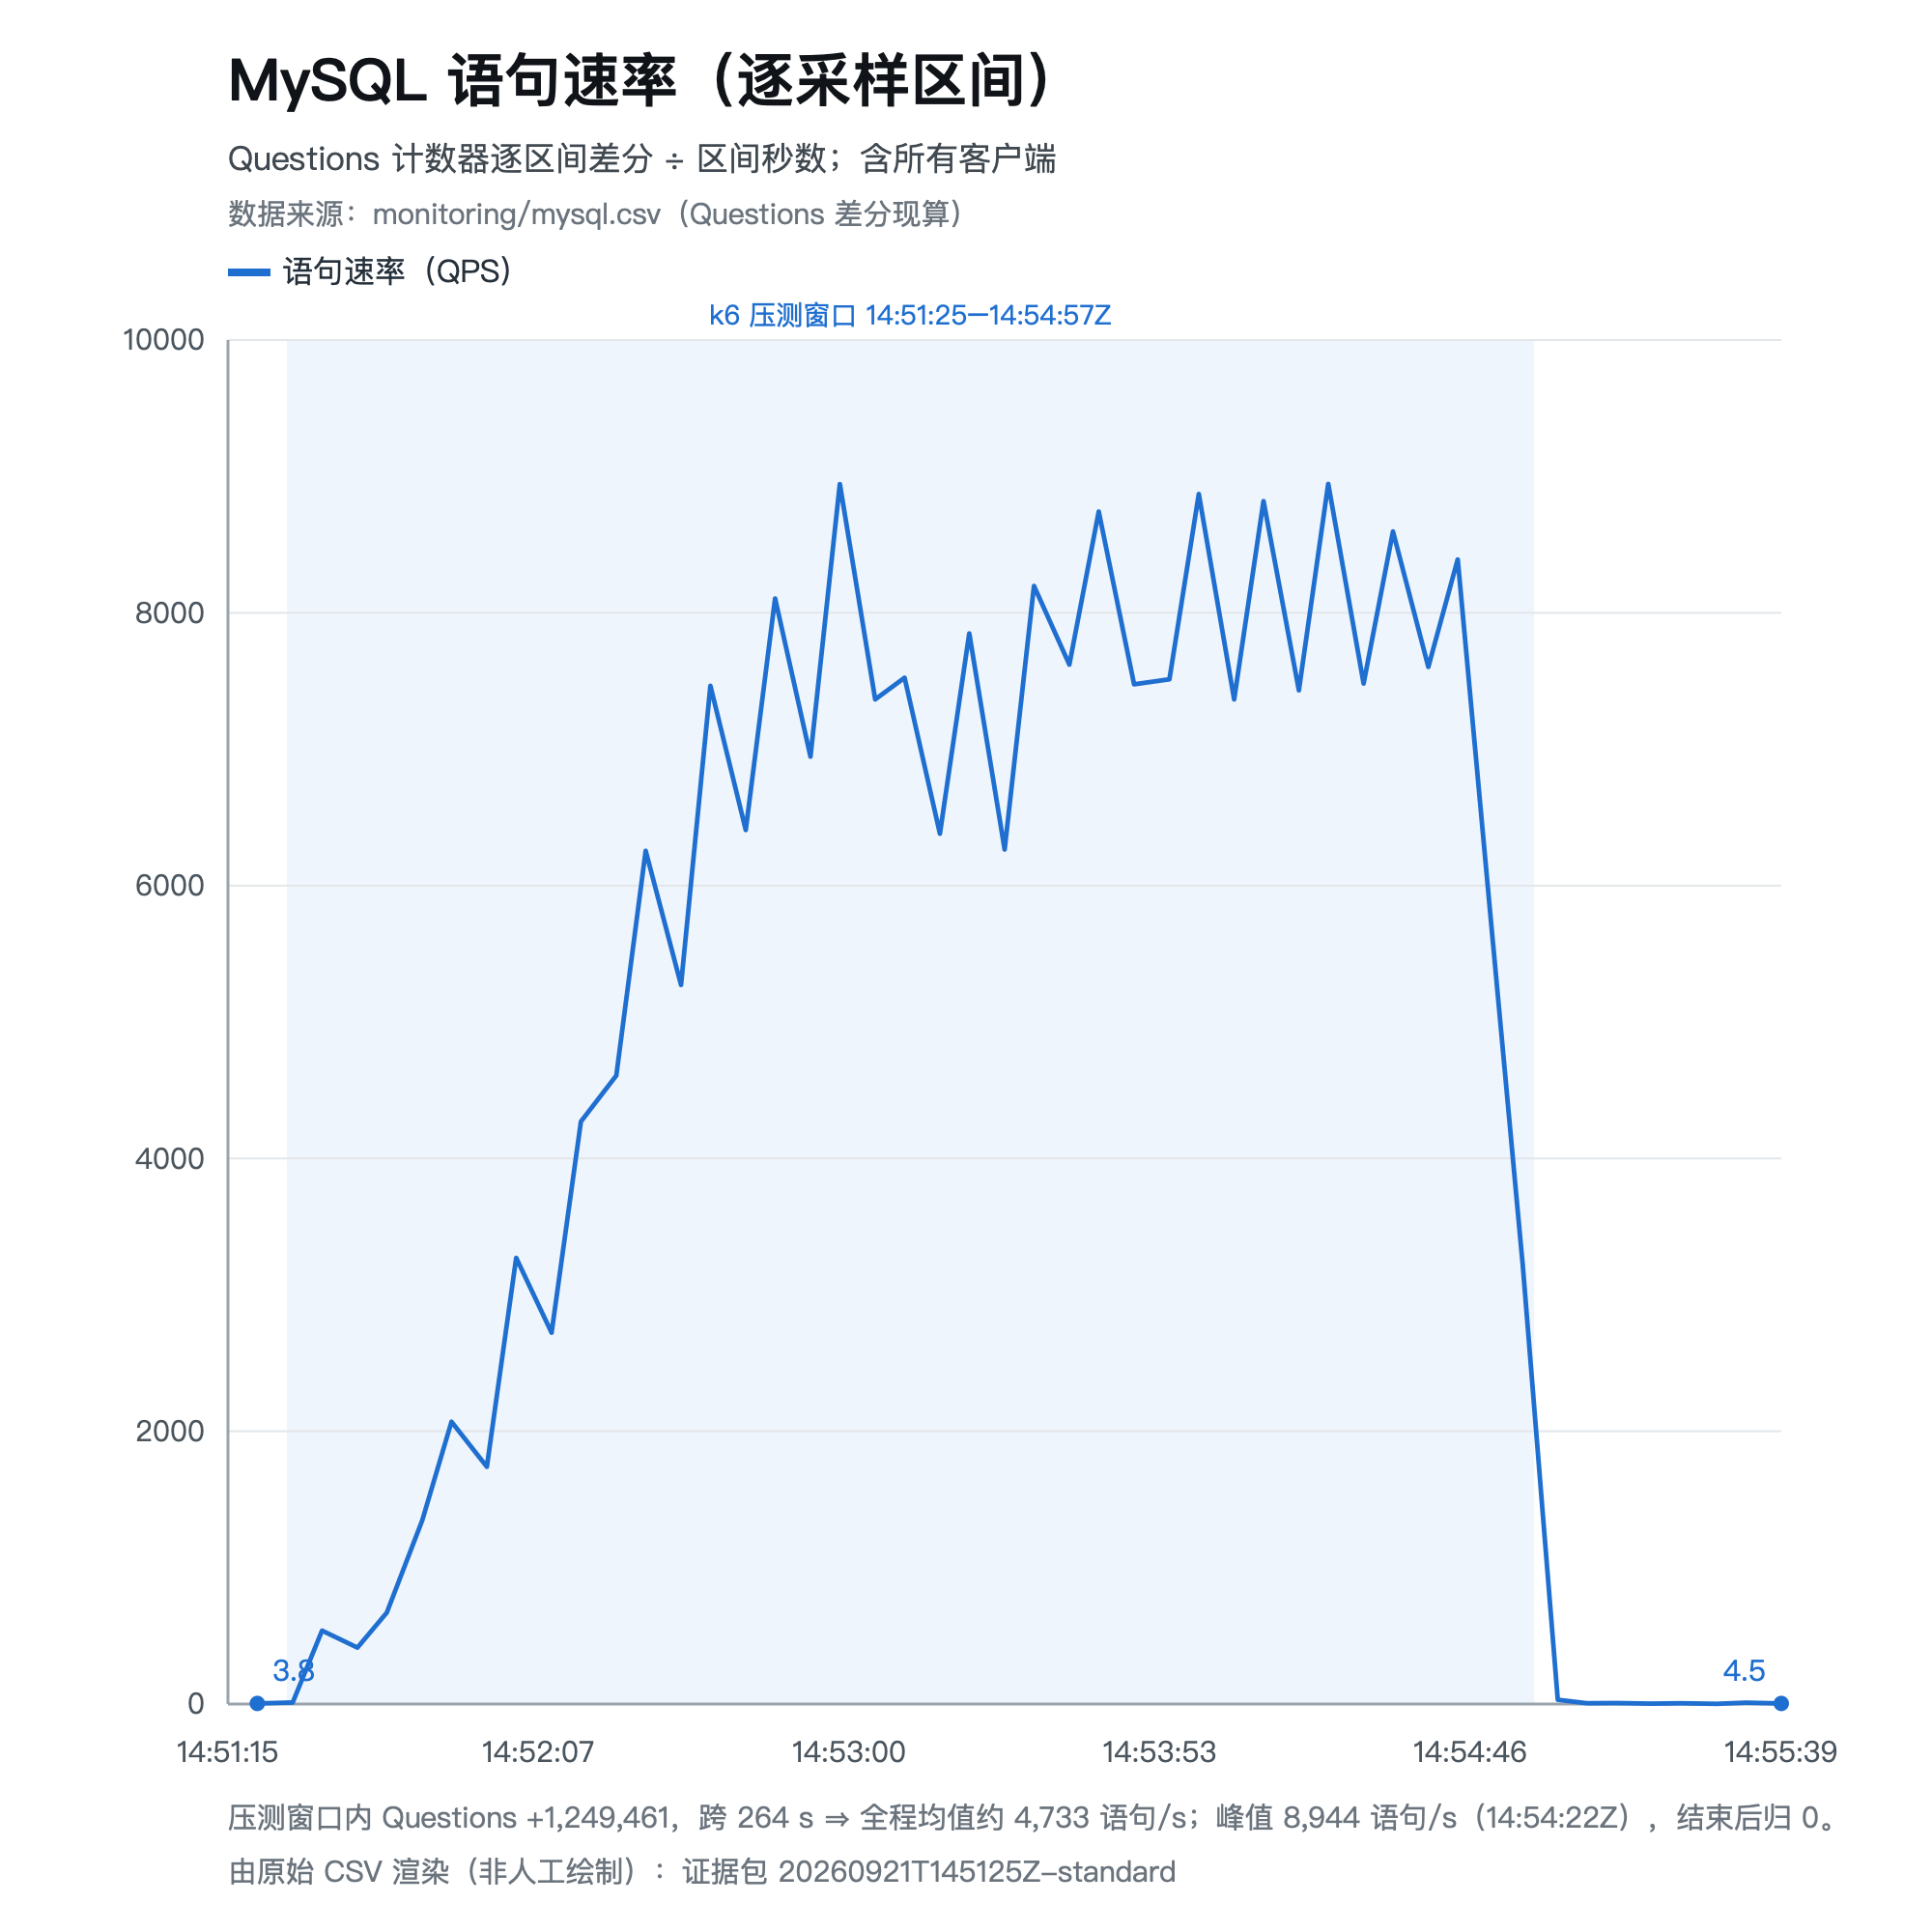 MySQL 语句速率（逐采样区间）
Questions 计数器逐区间差分 ÷ 区间秒数；含所有客户端
数据来源：monitoring/mysql.csv（Questions 差分现算）
语句速率（QPS）
k6 压测窗口 14:51:25—14:54:57Z
10000
8000
6000
4000
2000
0
3.8
4.5
14:51:15
14:52:07
14:53:00
14:53:53
14:54:46
14:55:39
压测窗口内 Questions +1,249,461，跨 264 s ⇒ 全程均值约 4,733 语句/s；峰值 8,944 语句/s（14:54:22Z），结束后归 0。
由原始 CSV 渲染（非人工绘制）：证据包 20260921T145125Z-standard